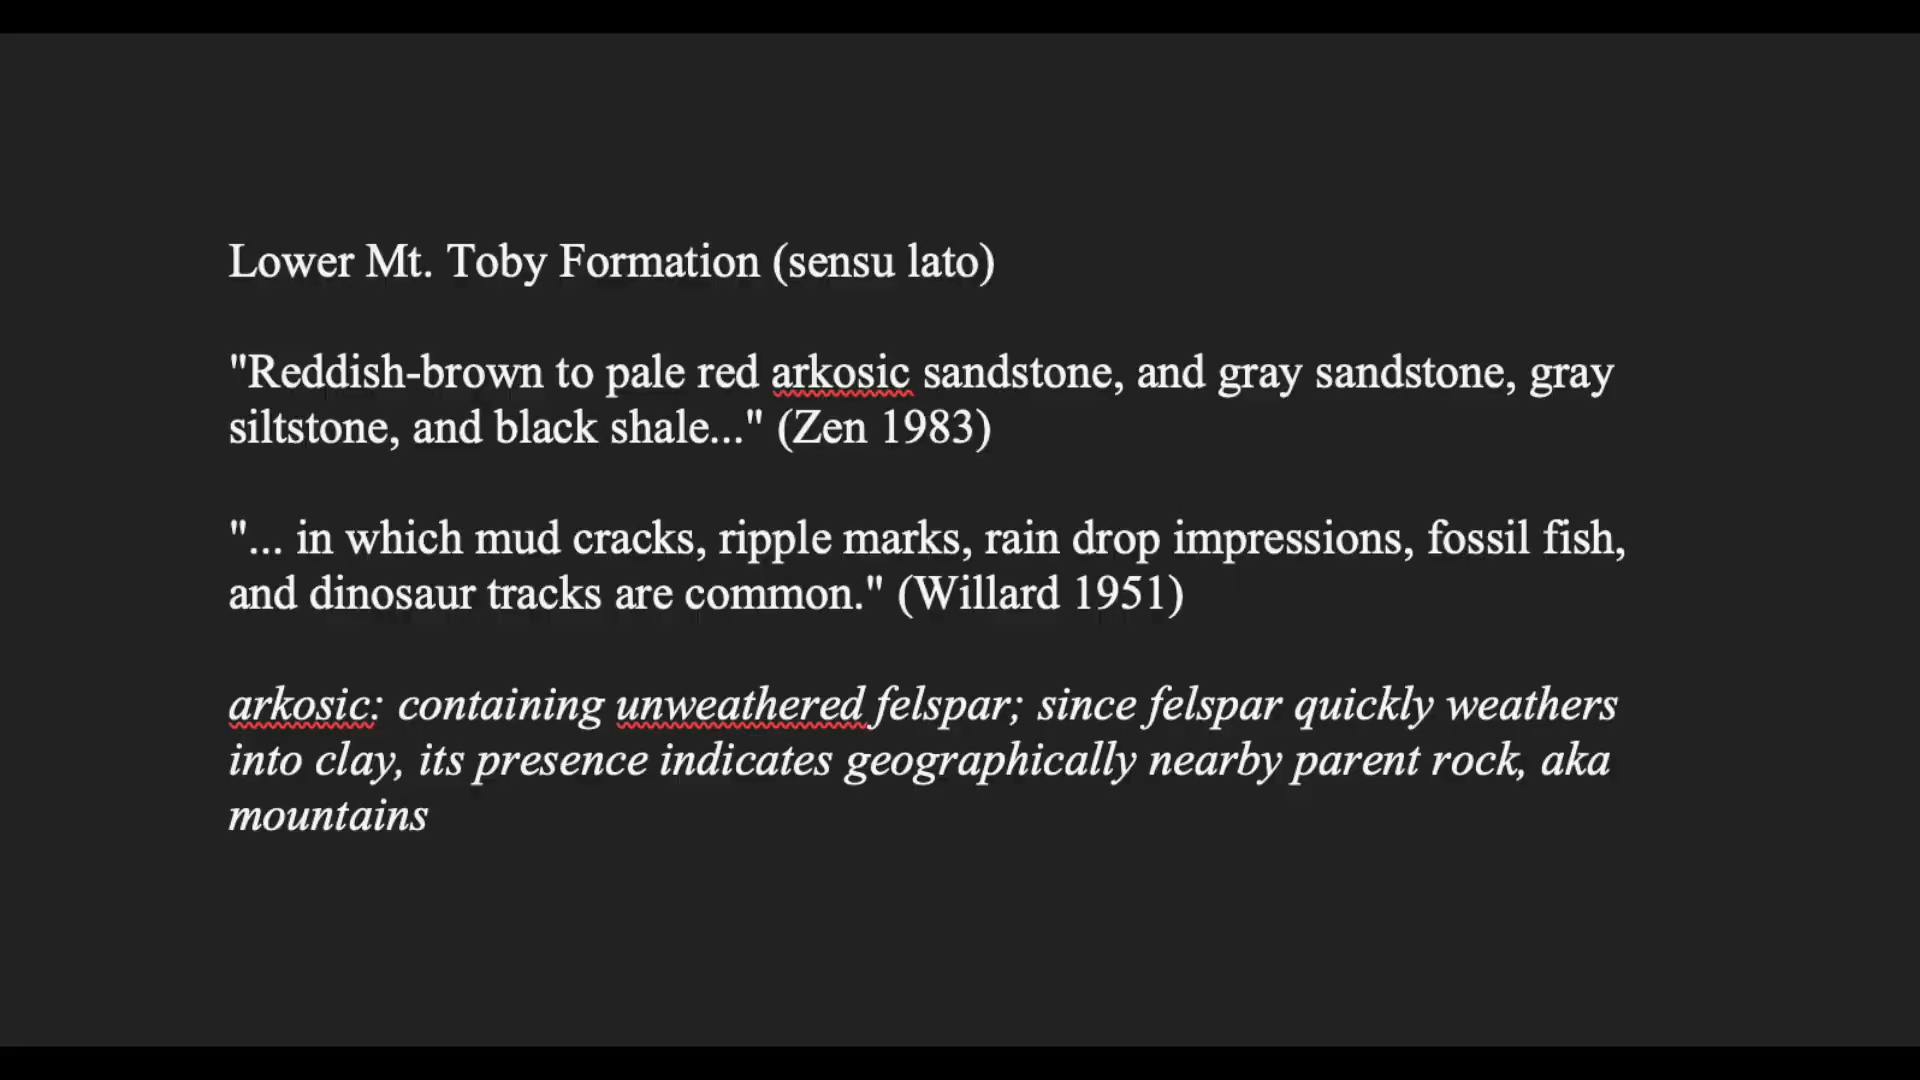 Lower Mt. Toby Formation (sensu lato)
"Reddish-brown to pale red arkosic sandstone, and gray sandstone, gray
siltstone, and black shale..." (Zen 1983)
"... in which mud cracks, ripple marks, rain drop impressions, fossil fish,
and dinosaur tracks are common." (Willard 1951)
arkosic: containing unweathered felspar; since felspar quickly weathers
into clay, its presence indicates geographically nearby parent rock, aka
mountains